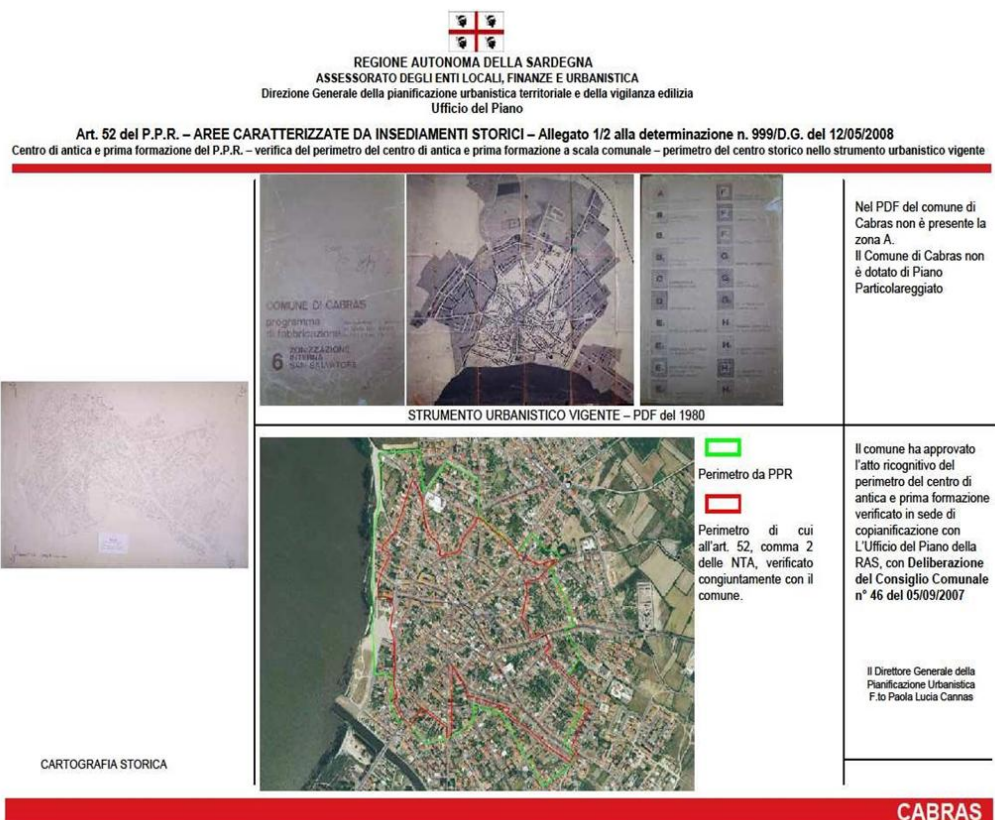 REGIONE AUTONOMA DELLA SARDEGNA
ASSESSORATO DEGLI ENTI LOCALI, FINANZE E URBANISTICA
Direzione Generale della pianificazione urbanistica territoriale e della vigilanza edilizia
Ufficio del Piano
Art. 52 del P.P.R. – AREE CARATTERIZZATE DA INSEDIAMENTI STORICI – Allegato 1/2 alla determinazione n. 999/D.G. del 12/05/2008
Centro di antica e prima formazione del P.P.R. – verifica del perimetro del centro di antica e prima formazione a scala comunale – perimetro del centro storico nello strumento urbanistico vigente
COMUNE DI CABRAS
programma
di fabbricazione
6 ZONIZZAZIONE
INTERNA
SAN SALVATORE
STRUMENTO URBANISTICO VIGENTE – PDF del 1980
Nel PDF del comune di
Cabras non è presente la
zona A.
Il Comune di Cabras non
è dotato di Piano
Particolareggiato
CARTOGRAFIA STORICA
Perimetro da PPR
Perimetro di cui
all'art. 52, comma 2
delle NTA, verificato
congiuntamente con il
comune.
Il comune ha approvato
l'atto ricognitivo del
perimetro del centro di
antica e prima formazione
verificato in sede di
copianificazione con
L'Ufficio del Piano della
RAS, con Deliberazione
del Consiglio Comunale
n° 46 del 05/09/2007
Il Direttore Generale della
Pianificazione Urbanistica
F.to Paola Lucia Cannas
CABRAS